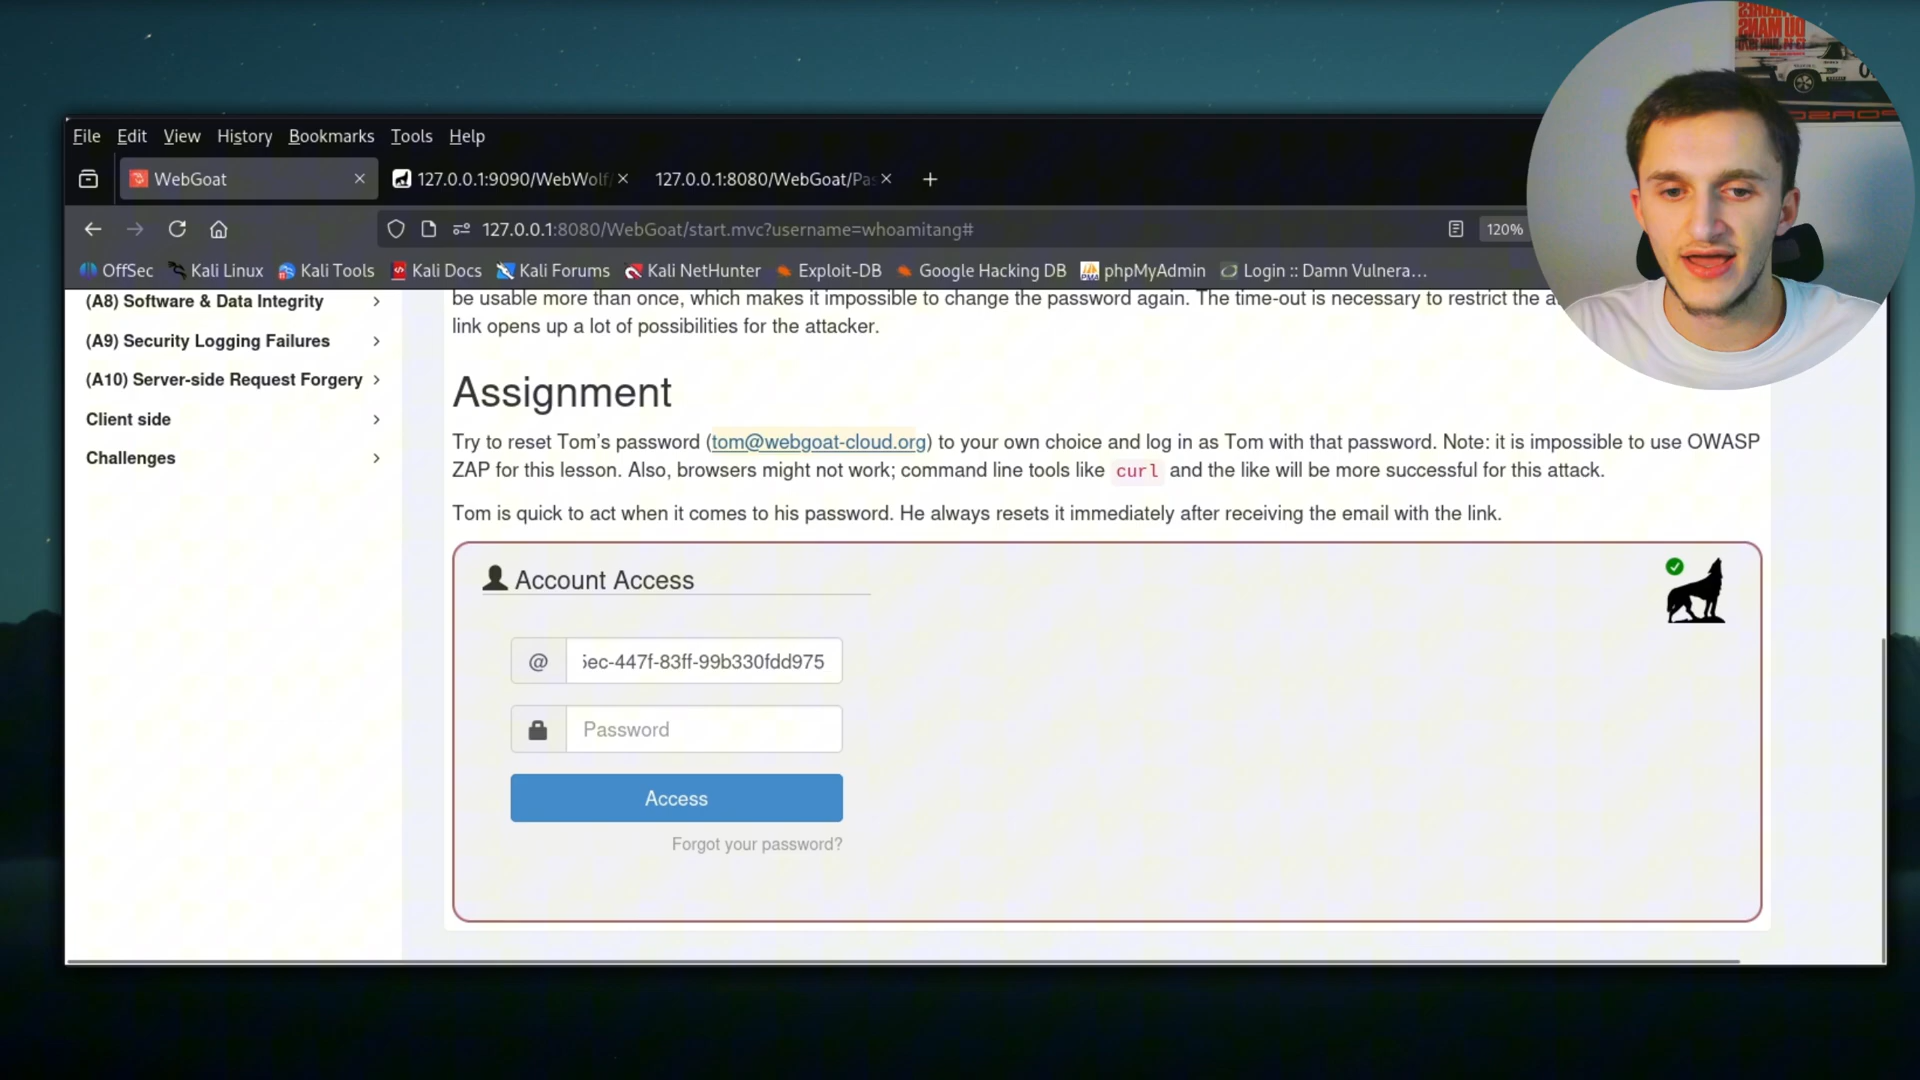 File Edit View History Bookmarks Tools Help
WebGoat
127.0.0.1:9090/WebWolf/
127.0.0.1:8080/WebGoat/Pas
127.0.0.1:8080/WebGoat/start.mvc?username=whoamitang#
120%
OffSec Kali Linux Kali Tools Kali Docs Kali Forums Kali NetHunter Exploit-DB Google Hacking DB phpMyAdmin Login :: Damn Vulnera…
(A8) Software & Data Integrity
(A9) Security Logging Failures
(A10) Server-side Request Forgery
Client side
Challenges
be usable more than once, which makes it impossible to change the password again. The time-out is necessary to restrict the
link opens up a lot of possibilities for the attacker.
Assignment
Try to reset Tom's password (tom@webgoat-cloud.org) to your own choice and log in as Tom with that password. Note: it is impossible to use OWASP
ZAP for this lesson. Also, browsers might not work; command line tools like curl and the like will be more successful for this attack.
Tom is quick to act when it comes to his password. He always resets it immediately after receiving the email with the link.
Account Access
@
5ec-447f-83ff-99b330fdd975
Password
Access
Forgot your password?